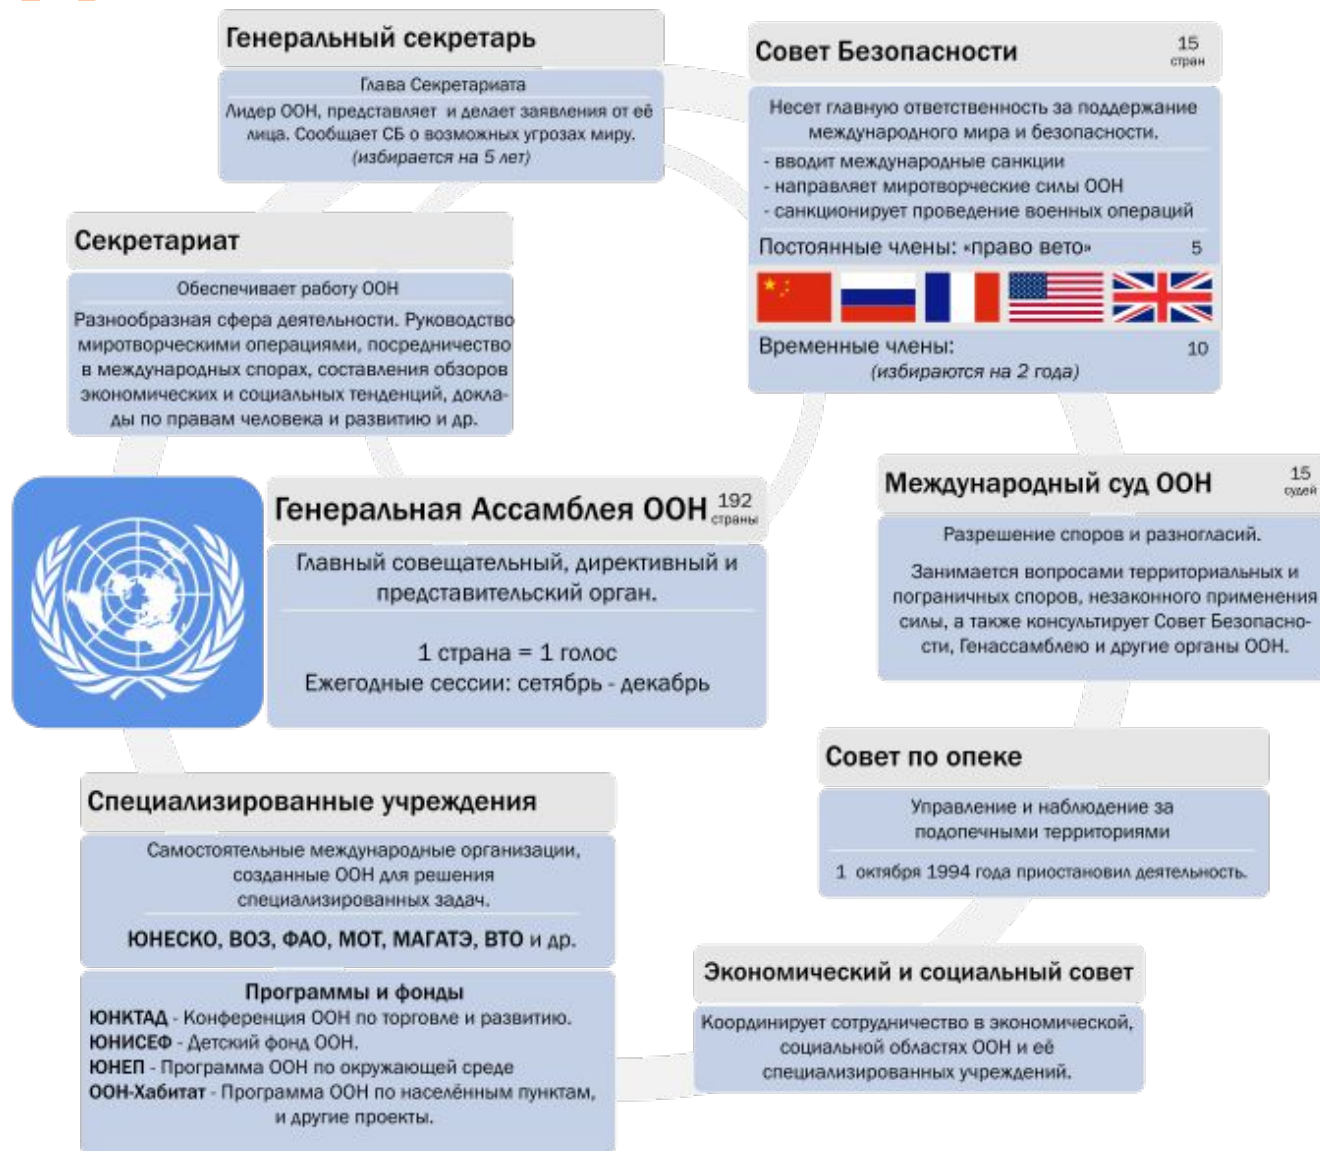 Генеральный секретарь
Глава Секретариата
Лидер ООН, представляет и делает заявления от её
лица. Сообщает СБ о возможных угрозах миру.
(избирается на 5 лет)
Совет Безопасности
15
стран
Несет главную ответственность за поддержание
международного мира и безопасности.
- вводит международные санкции
- направляет миротворческие силы ООН
- санкционирует проведение военных операций
Постоянные члены: «право вето» 5
Временные члены: 10
(избираются на 2 года)
Секретариат
Обеспечивает работу ООН
Разнообразная сфера деятельности. Руководство
миротворческими операциями, посредничество
в международных спорах, составления обзоров
экономических и социальных тенденций, докла-
ды по правам человека и развитию и др.
Генеральная Ассамблея ООН
192
страны
Главный совещательный, директивный и
представительский орган.
1 страна = 1 голос
Ежегодные сессии: сетябрь - декабрь
Международный суд ООН
15
судей
Разрешение споров и разногласий.
Занимается вопросами территориальных и
пограничных споров, незаконного применения
силы, а также консультирует Совет Безопасно-
сти, Генассамблею и другие органы ООН.
Совет по опеке
Управление и наблюдение за
подопечными территориями
1 октября 1994 года приостановил деятельность.
Специализированные учреждения
Самостоятельные международные организации,
созданные ООН для решения
специализированных задач.
ЮНЕСКО, ВОЗ, ФАО, МОТ, МАГАТЭ, ВТО и др.
Программы и фонды
ЮНКТАД - Конференция ООН по торговле и развитию.
ЮНИСЕФ - Детский фонд ООН.
ЮНЕП - Программа ООН по окружающей среде
ООН-Хабитат - Программа ООН по населённым пунктам,
и другие проекты.
Экономический и социальный совет
Координирует сотрудничество в экономической,
социальной областях ООН и её
специализированных учреждений.